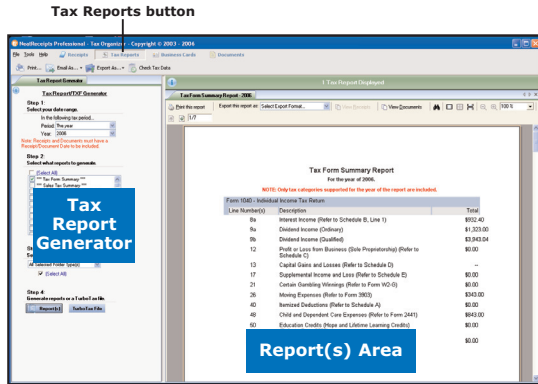 Tax Reports button
NeatReceipts Professional - Tax Organizer - Copyright © 2003 - 2006
File Tools Help Receipts Tax Reports Business Cards Documents
Print... Email As... Export As... Check Tax Data
Tax Report Generator
1 Tax Report Displayed
Tax Report/TXF Generator
Step 1:
Select your date range.
In the following tax period...
Period: The year
Year: 2006
Note: Receipts and Documents must have a
Receipt/Document Date to be included.
Step 2:
Select what reports to generate.
(Select All)
*** Tax Form Summary ***
*** Sales Tax Summary ***
Tax
Report
Generator
All Selected Folder Type(s)
(Select All)
Step 4:
Generate reports or a TurboTax file.
Report(s) TurboTax File
Tax Form Summary Report - 2006
Print this report Export this report as: Select Export Format... View Receipts View Documents 100 %
1/7
Tax Form Summary Report
For the year of 2006.
NOTE: Only tax categories supported for the year of the report are included.
Form 1040 - Individual Income Tax Return
Line Number(s) Description Total
8a Interest Income (Refer to Schedule B, Line 1) $932.40
9a Dividend Income (Ordinary) $1,323.00
9b Dividend Income (Qualified) $3,943.04
12 Profit or Loss from Business (Sole Proprietorship) (Refer to $0.00
Schedule C)
13 Capital Gains and Losses (Refer to Schedule D) --
17 Supplemental Income and Loss (Refer to Schedule E) $0.00
21 Certain Gambling Winnings (Refer to Form W2-G) $0.00
26 Moving Expenses (Refer to Form 3903) $343.00
40 Itemized Deductions (Refer to Schedule A) $0.00
48 Child and Dependent Care Expenses (Refer to Form 2441) $843.00
50 Education Credits (Hope and Lifetime Learning Credits) $0.00
$0.00
Report(s) Area